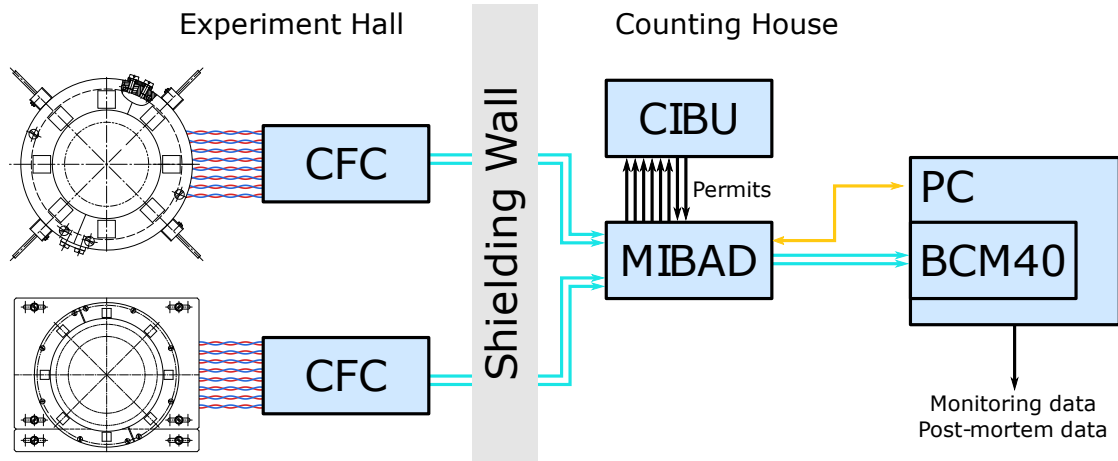 Experiment Hall
Counting House
Shielding Wall
CFC
CFC
CIBU
Permits
MIBAD
PC
BCM40
Monitoring data
Post-mortem data